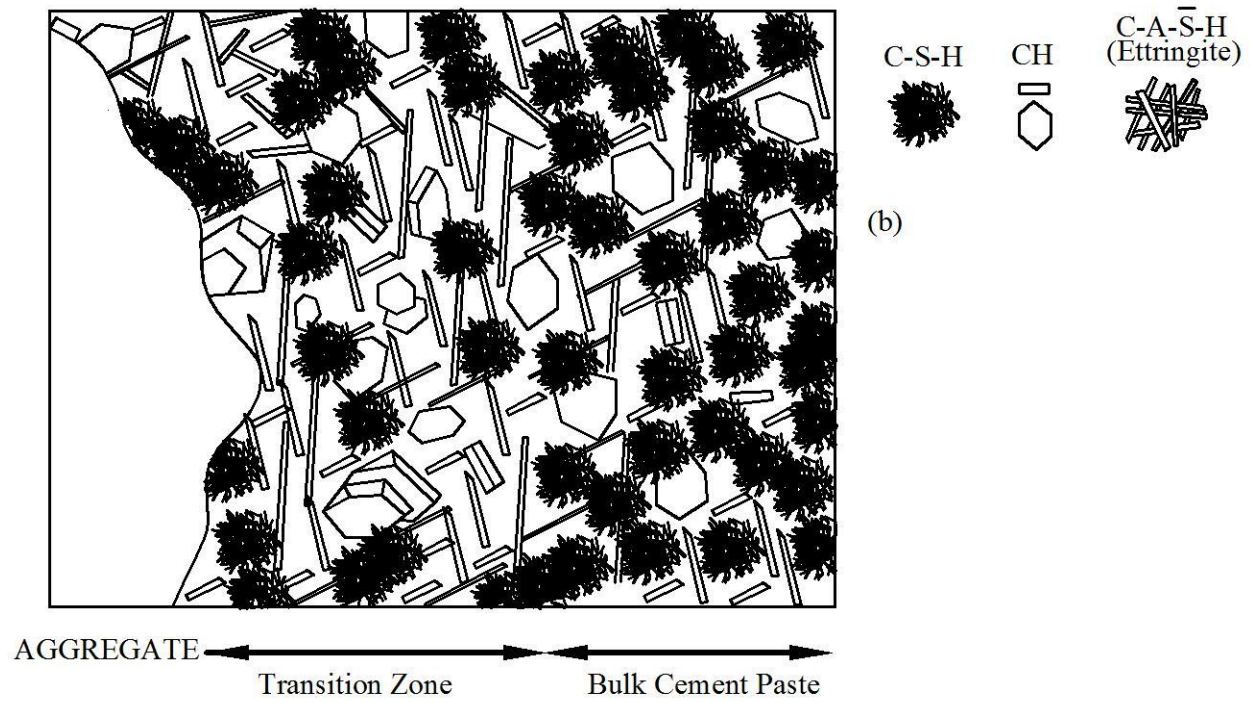 C-S-H
CH
C-A-S̅-H
(Ettringite)
(b)
AGGREGATE
Transition Zone
Bulk Cement Paste